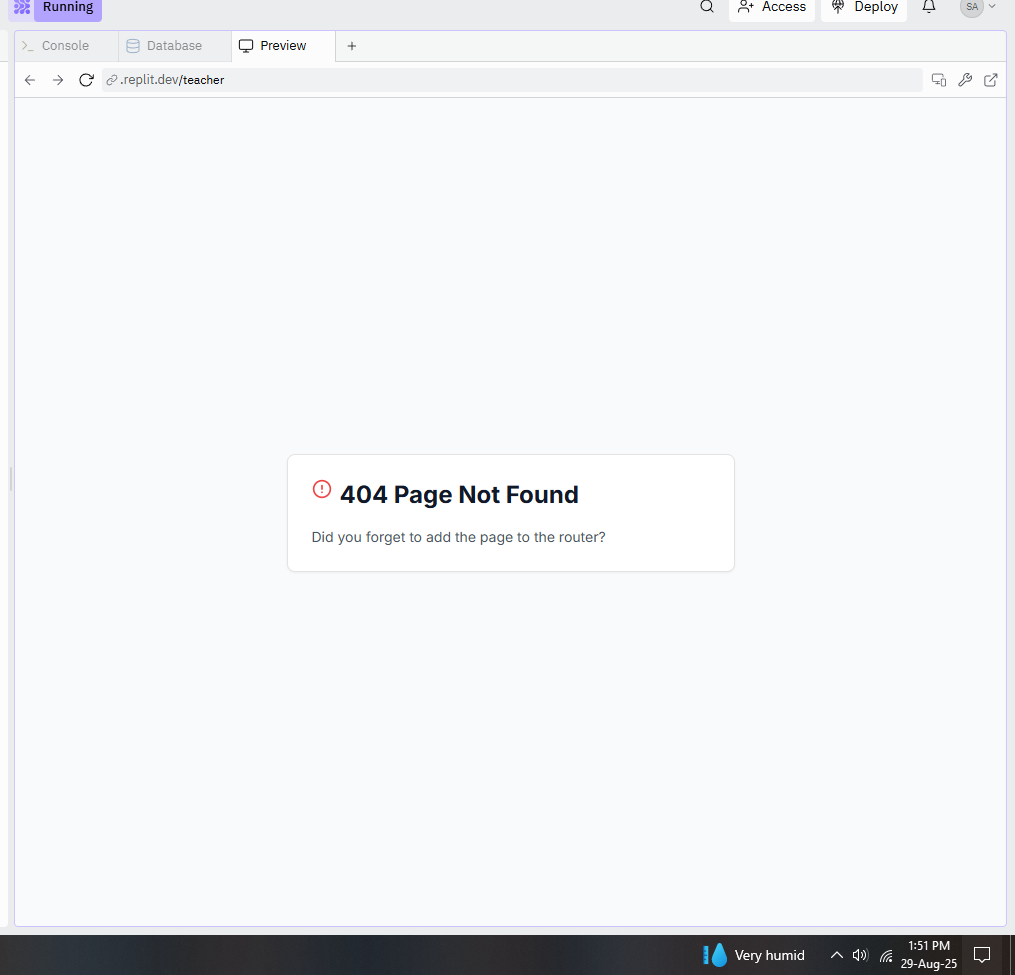 Running
Access
Deploy
SA
Console
Database
Preview
.replit.dev/teacher
404 Page Not Found
Did you forget to add the page to the router?
Very humid
1:51 PM
29-Aug-25